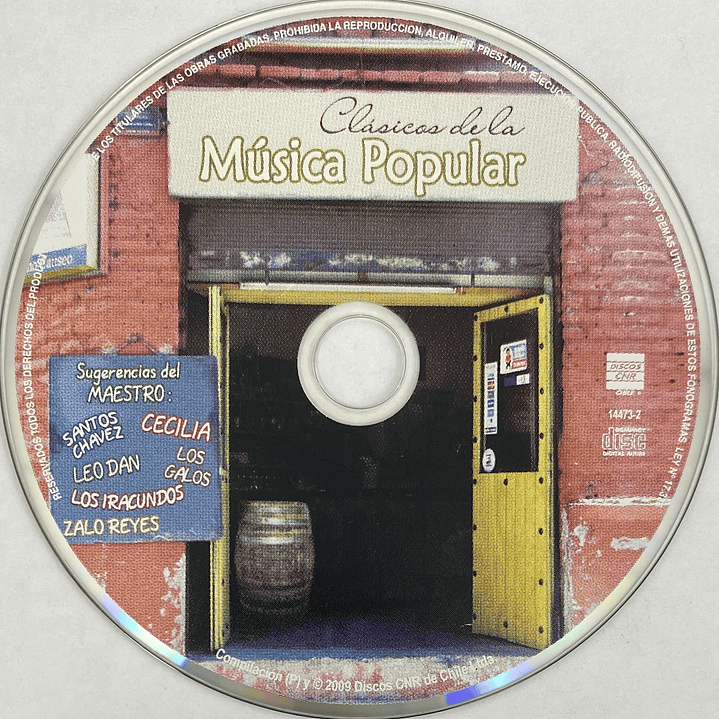 RESERVADOS TODOS LOS DERECHOS DEL PRODUCTOR DE LOS TITULARES DE LAS OBRAS GRABADAS. PROHIBIDA LA REPRODUCCION, ALQUILER, PRESTAMO, EJECUCION PUBLICA, RADIODIFUSION Y DEMAS UTILIZACIONES DE ESTOS FONOGRAMAS. LEY Nº 17.3
Clásicos de la
Música Popular
Sugerencias del
MAESTRO:
SANTOS
CHAVEZ
CECILIA
LEO DAN
LOS
GALOS
LOS IRACUNDOS
ZALO REYES
DISCOS
CNR
14473-2
COMPACT
disc
DIGITAL AUDIO
Compilación (P) y © 2009 Discos CNR de Chile Ltda.